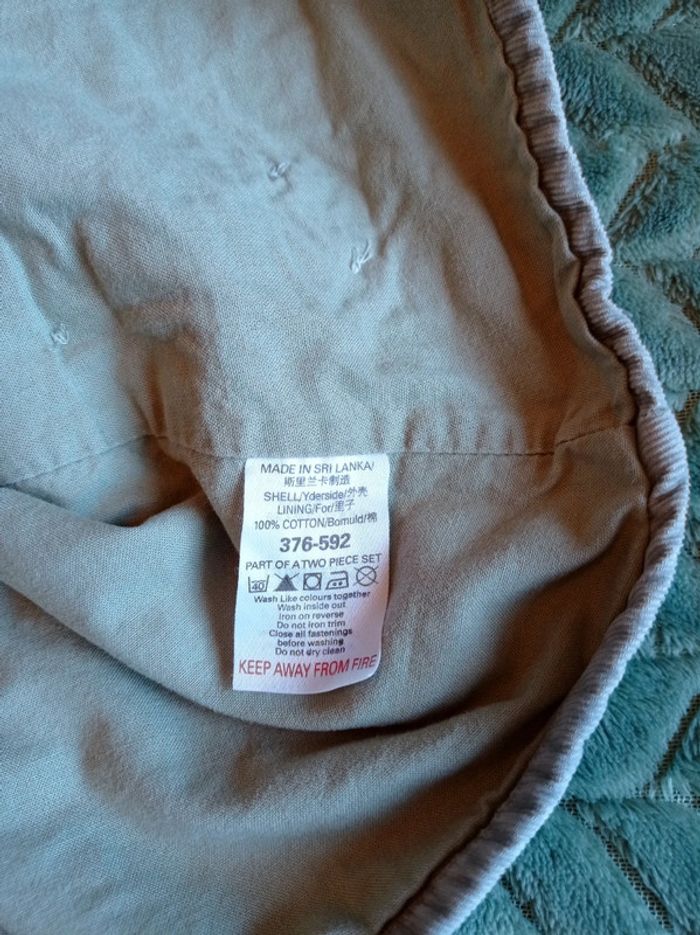 MADE IN SRI LANKA/
斯里兰卡制造
SHELL/Yderside/外壳
LINING/For/里子
100% COTTON/Bomuld/棉
376-592
PART OF A TWO PIECE SET
40
Wash Like colours together
Wash inside out
Iron on reverse
Do not iron trim
Close all fastenings
before washing
Do not dry clean
KEEP AWAY FROM FIRE